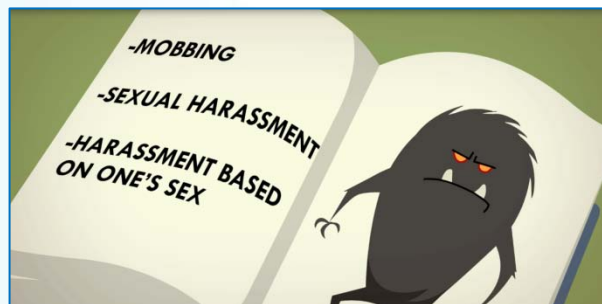 -MOBBING
-SEXUAL HARASSMENT
-HARASSMENT BASED
ON ONE'S SEX